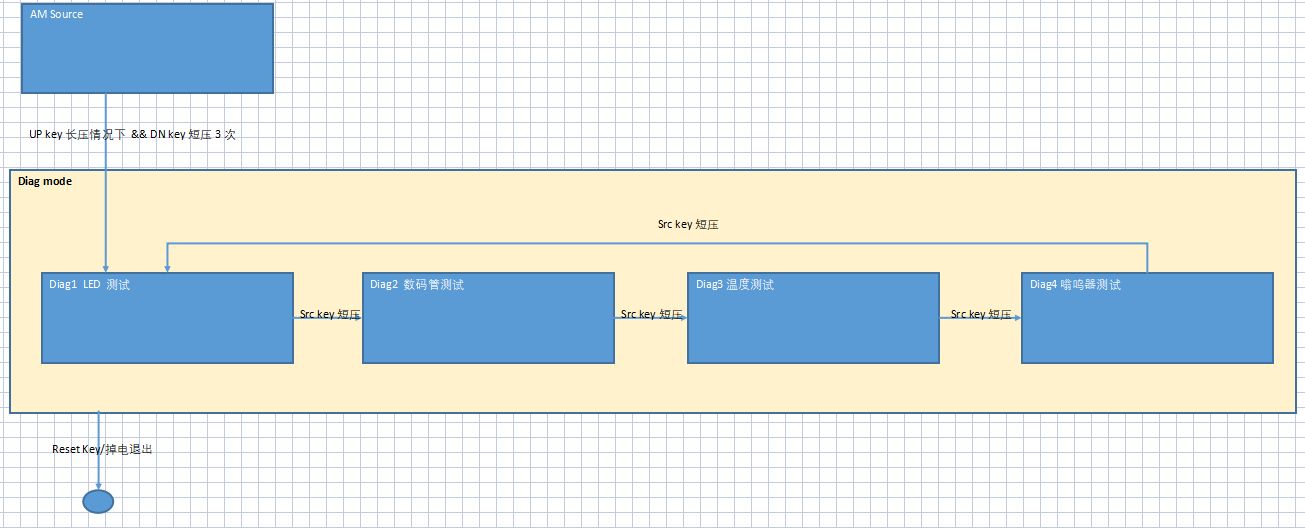 AM Source
UP key 长压情况下 && DN key 短压 3 次
Diag mode
Src key 短压
Diag1 LED 测试
Diag2 数码管测试
Diag3 温度测试
Diag4 嗡鸣器测试
Src key 短压
Src key 短压
Src key 短压
Reset Key/掉电退出